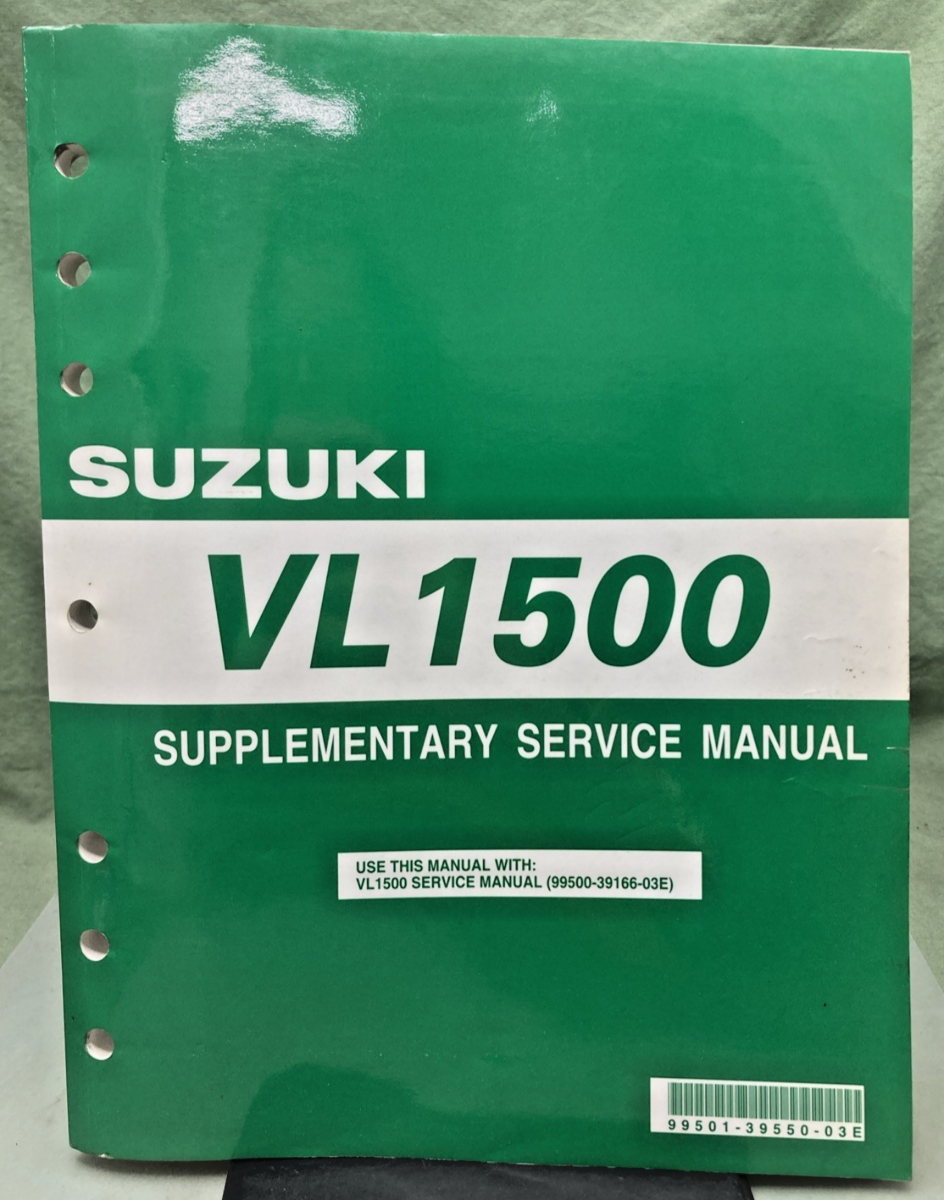 SUZUKI
VL1500
SUPPLEMENTARY SERVICE MANUAL
USE THIS MANUAL WITH:
VL1500 SERVICE MANUAL (99500-39166-03E)
99501-39550-03E